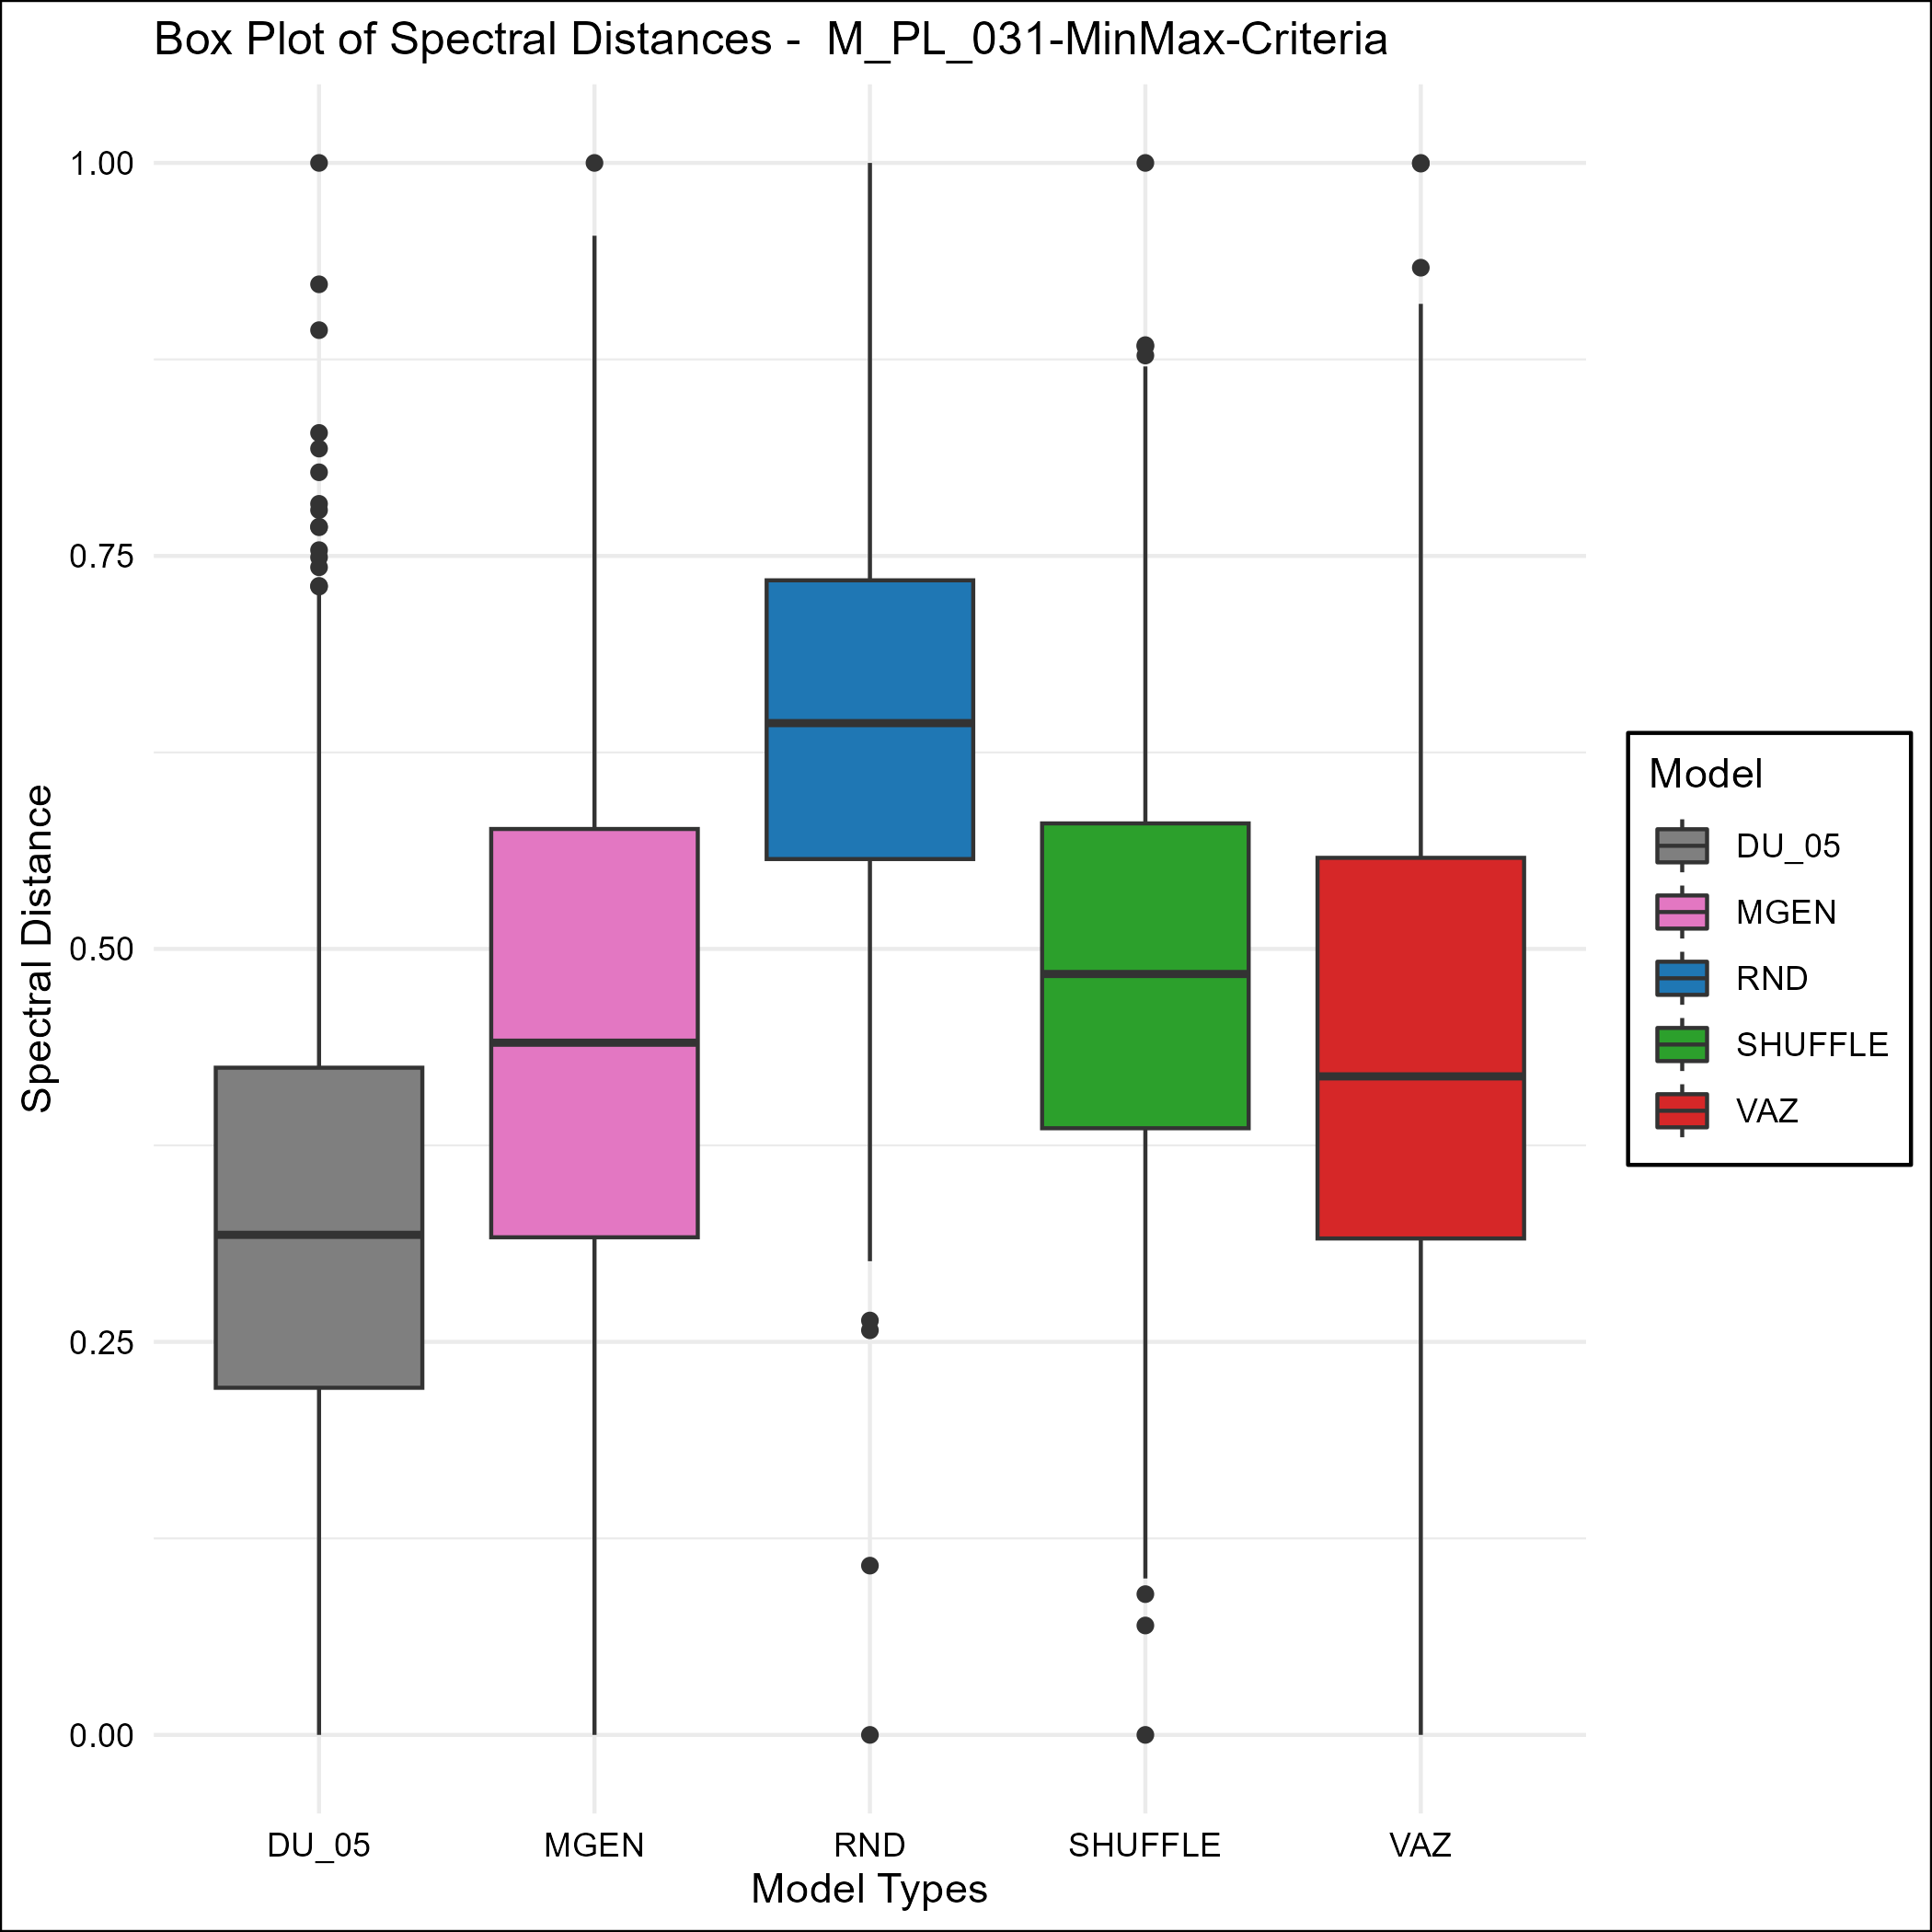 Box Plot of Spectral Distances -  M_PL_031-MinMax-Criteria
1.00
0.75
0.50
0.25
0.00
Spectral Distance
DU_05
MGEN
RND
SHUFFLE
VAZ
Model Types
Model
DU_05
MGEN
RND
SHUFFLE
VAZ